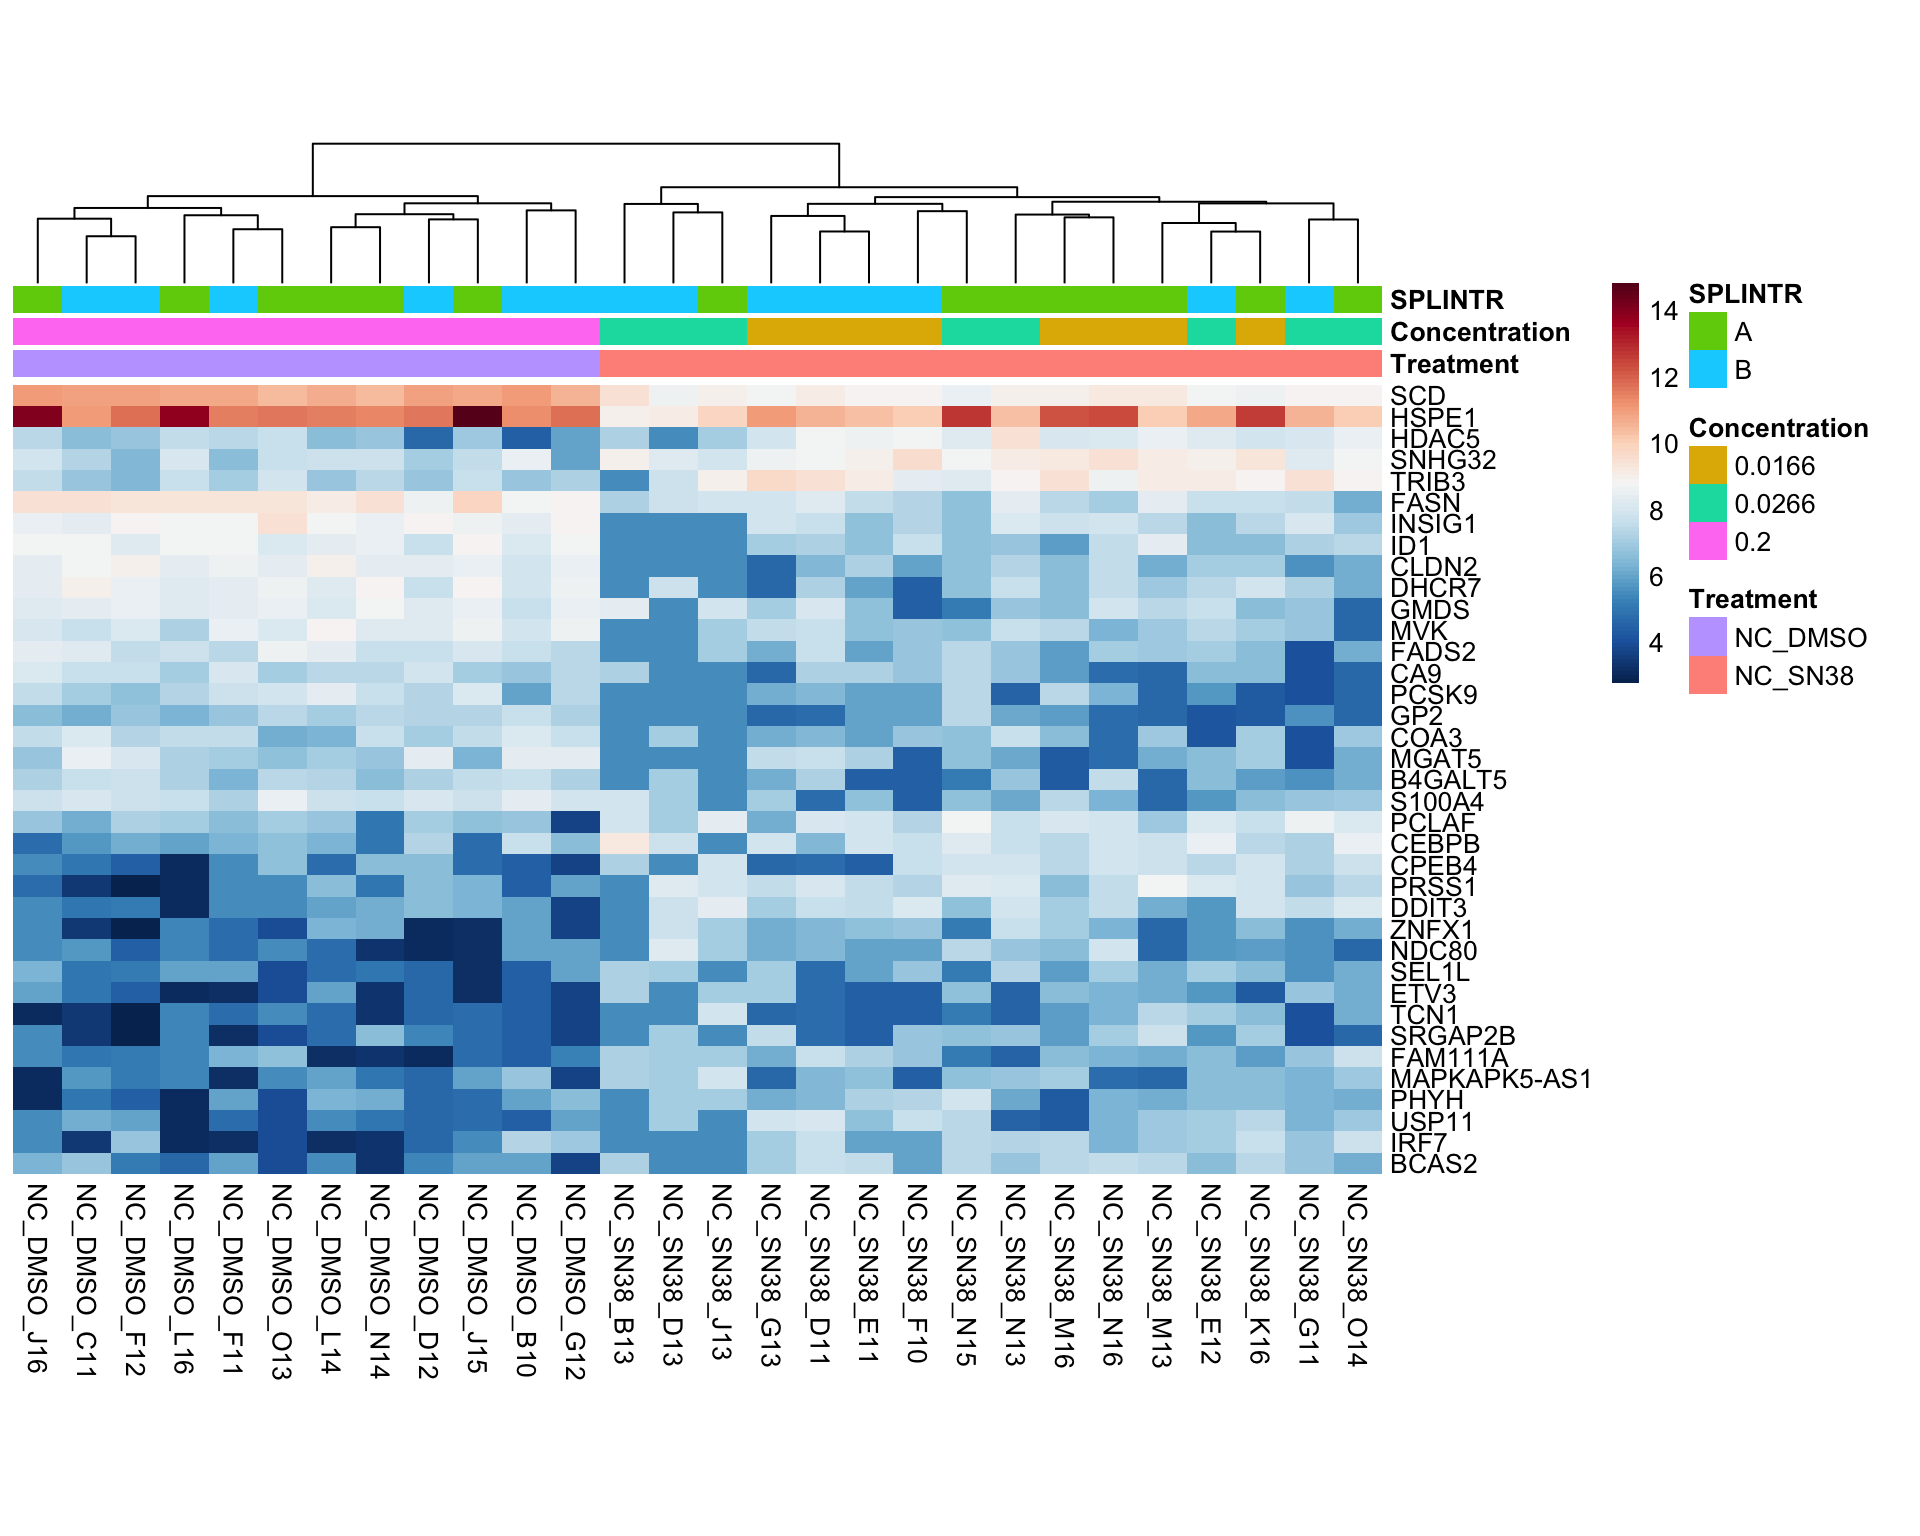 SPLINTR
Concentration
Treatment
SCD
HSPE1
HDAC5
SNHG32
TRIB3
FASN
INSIG1
ID1
CLDN2
DHCR7
GMDS
MVK
FADS2
CA9
PCSK9
GP2
COA3
MGAT5
B4GALT5
S100A4
PCLAF
CEBPB
CPEB4
PRSS1
DDIT3
ZNFX1
NDC80
SEL1L
ETV3
TCN1
SRGAP2B
FAM111A
MAPKAPK5-AS1
PHYH
USP11
IRF7
BCAS2
NC_DMSO_J16
NC_DMSO_C11
NC_DMSO_F12
NC_DMSO_L16
NC_DMSO_F11
NC_DMSO_O13
NC_DMSO_L14
NC_DMSO_N14
NC_DMSO_D12
NC_DMSO_J15
NC_DMSO_B10
NC_DMSO_G12
NC_SN38_B13
NC_SN38_D13
NC_SN38_J13
NC_SN38_G13
NC_SN38_D11
NC_SN38_E11
NC_SN38_F10
NC_SN38_N15
NC_SN38_N13
NC_SN38_M16
NC_SN38_N16
NC_SN38_M13
NC_SN38_E12
NC_SN38_K16
NC_SN38_G11
NC_SN38_O14
14
12
10
8
6
4
SPLINTR
A
B
Concentration
0.0166
0.0266
0.2
Treatment
NC_DMSO
NC_SN38